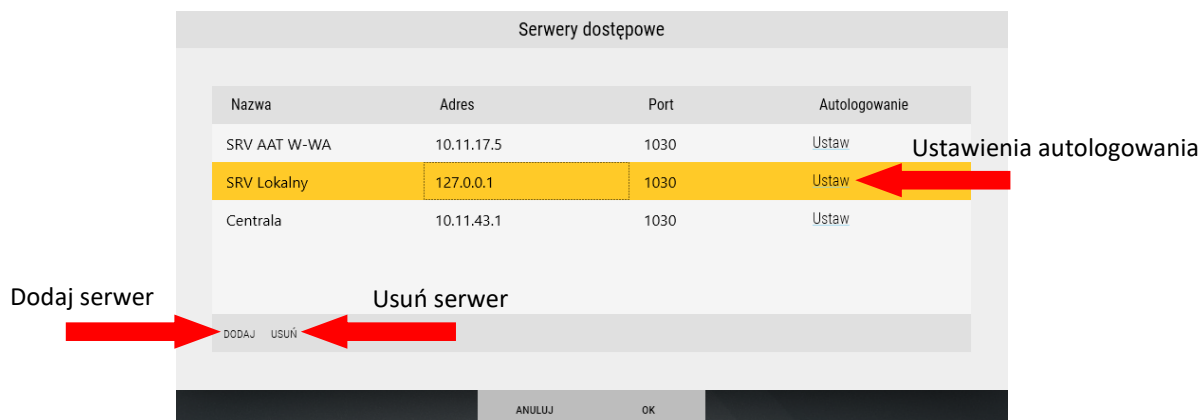 Serwery dostępowe
Nazwa Adres Port Autologowanie
SRV AAT W-WA 10.11.17.5 1030 Ustaw
Ustawienia autologowania
SRV Lokalny 127.0.0.1 1030 Ustaw
Centrala 10.11.43.1 1030 Ustaw
Dodaj serwer Usuń serwer
DODAJ USUŃ
ANULUJ OK